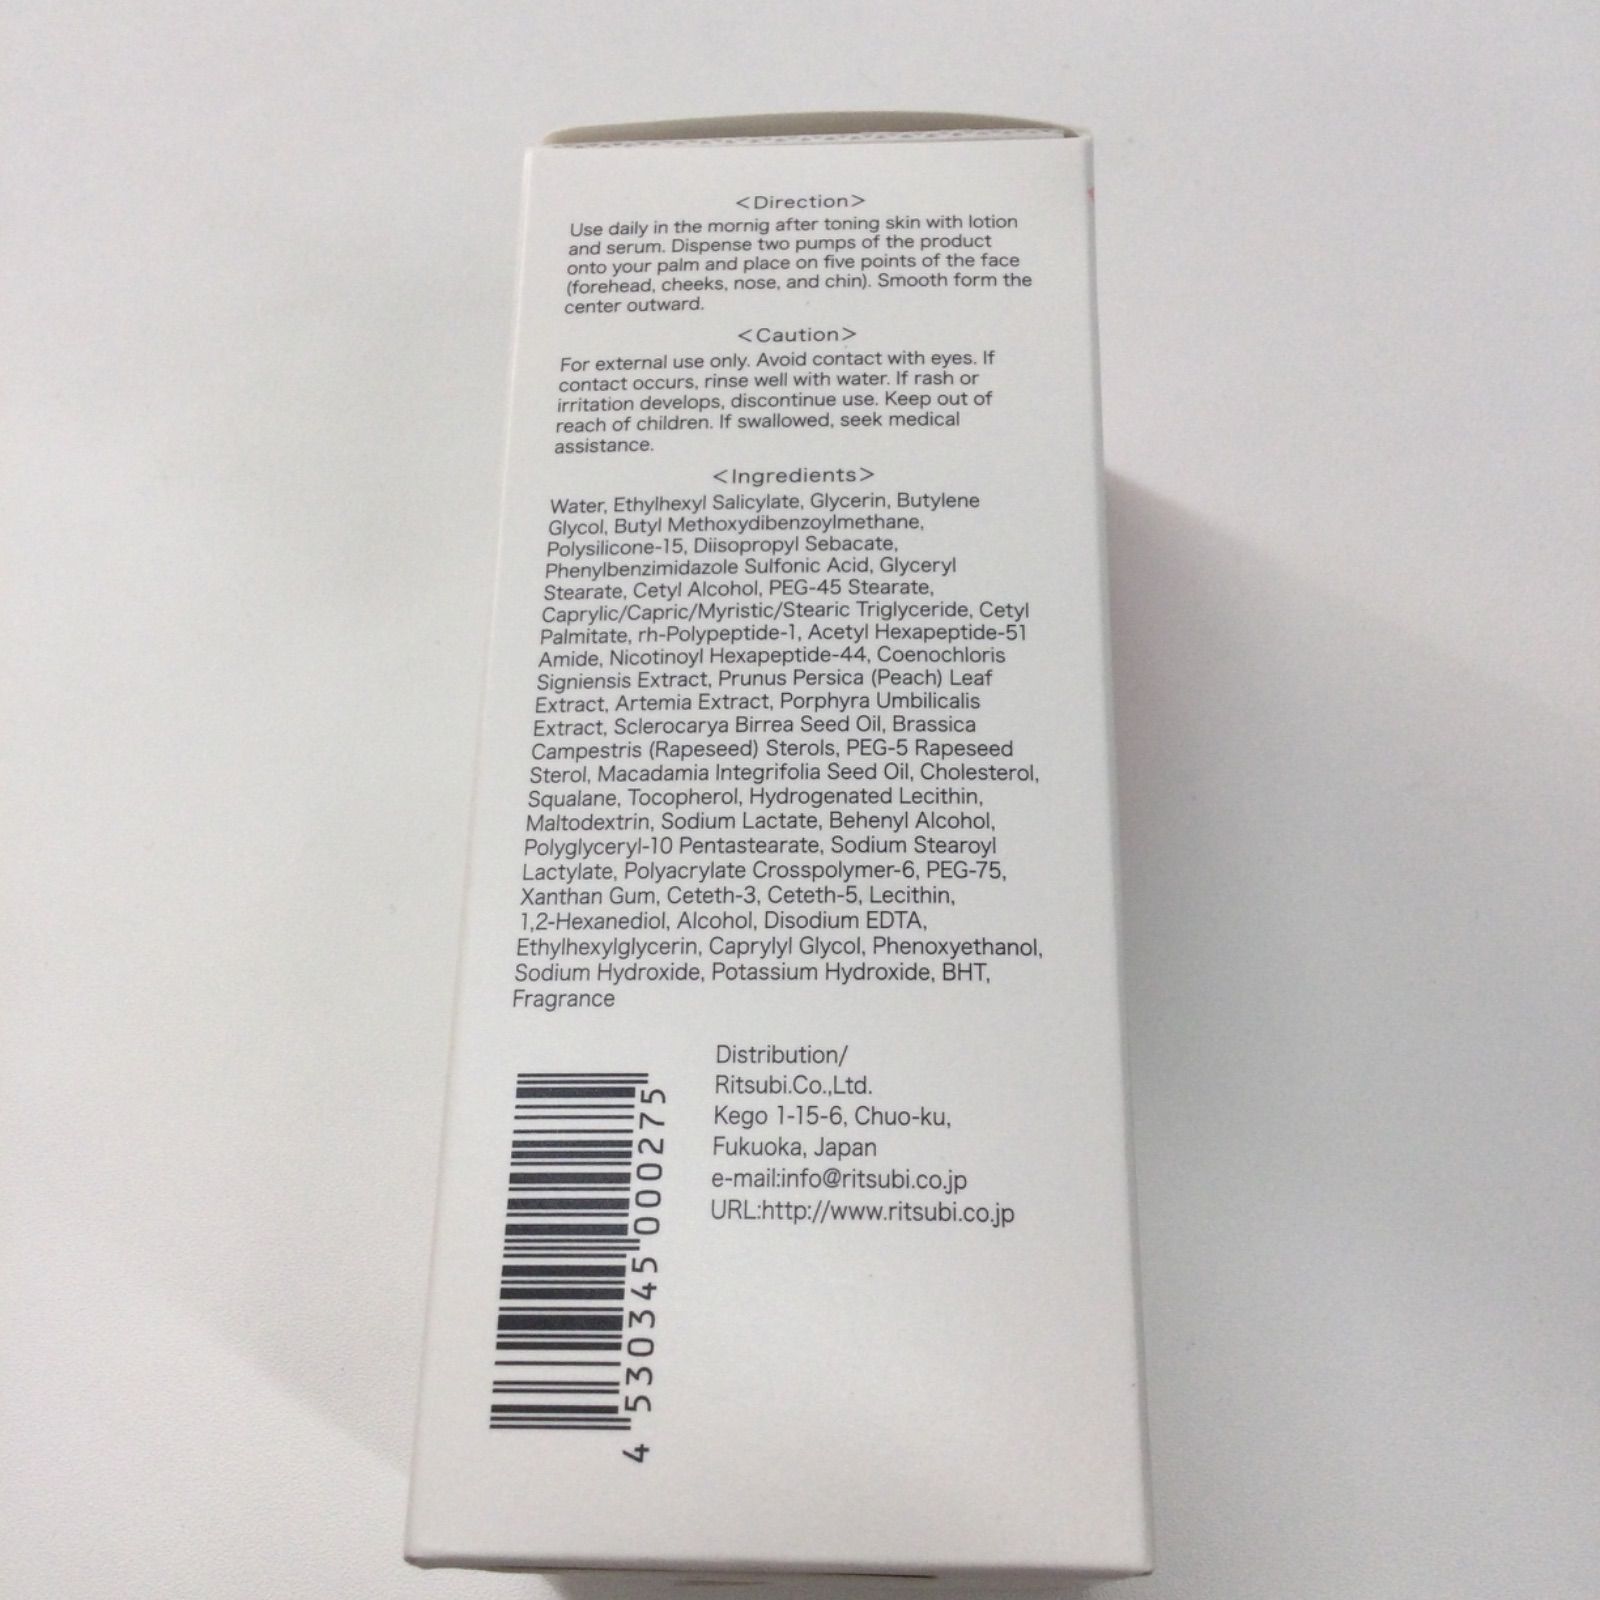 <Direction>
Use daily in the mornig after toning skin with lotion
and serum. Dispense two pumps of the product
onto your palm and place on five points of the face
(forehead, cheeks, nose, and chin). Smooth form the
center outward.
<Caution>
For external use only. Avoid contact with eyes. If
contact occurs, rinse well with water. If rash or
irritation develops, discontinue use. Keep out of
reach of children. If swallowed, seek medical
assistance.
<Ingredients>
Water, Ethylhexyl Salicylate, Glycerin, Butylene
Glycol, Butyl Methoxydibenzoylmethane,
Polysilicone-15, Diisopropyl Sebacate,
Phenylbenzimidazole Sulfonic Acid, Glyceryl
Stearate, Cetyl Alcohol, PEG-45 Stearate,
Caprylic/Capric/Myristic/Stearic Triglyceride, Cetyl
Palmitate, rh-Polypeptide-1, Acetyl Hexapeptide-51
Amide, Nicotinoyl Hexapeptide-44, Coenochloris
Signiensis Extract, Prunus Persica (Peach) Leaf
Extract, Artemia Extract, Porphyra Umbilicalis
Extract, Sclerocarya Birrea Seed Oil, Brassica
Campestris (Rapeseed) Sterols, PEG-5 Rapeseed
Sterol, Macadamia Integrifolia Seed Oil, Cholesterol,
Squalane, Tocopherol, Hydrogenated Lecithin,
Maltodextrin, Sodium Lactate, Behenyl Alcohol,
Polyglyceryl-10 Pentastearate, Sodium Stearoyl
Lactylate, Polyacrylate Crosspolymer-6, PEG-75,
Xanthan Gum, Ceteth-3, Ceteth-5, Lecithin,
1,2-Hexanediol, Alcohol, Disodium EDTA,
Ethylhexylglycerin, Caprylyl Glycol, Phenoxyethanol,
Sodium Hydroxide, Potassium Hydroxide, BHT,
Fragrance
Distribution/
Ritsubi.Co.,Ltd.
Kego 1-15-6, Chuo-ku,
Fukuoka, Japan
e-mail:info@ritsubi.co.jp
URL:http://www.ritsubi.co.jp
4 530345 000275